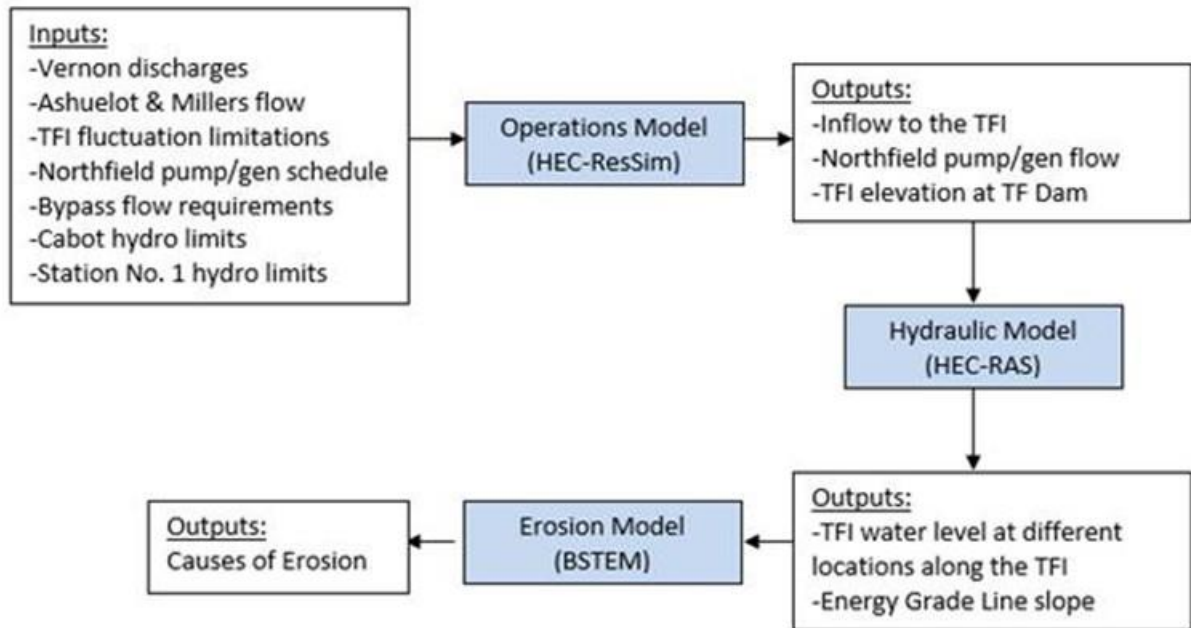 Inputs:
-Vernon discharges
-Ashuelot & Millers flow
-TFI fluctuation limitations
-Northfield pump/gen schedule
-Bypass flow requirements
-Cabot hydro limits
-Station No. 1 hydro limits
Operations Model
(HEC-ResSim)
Outputs:
-Inflow to the TFI
-Northfield pump/gen flow
-TFI elevation at TF Dam
Hydraulic Model
(HEC-RAS)
Outputs:
-TFI water level at different
locations along the TFI
-Energy Grade Line slope
Erosion Model
(BSTEM)
Outputs:
Causes of Erosion